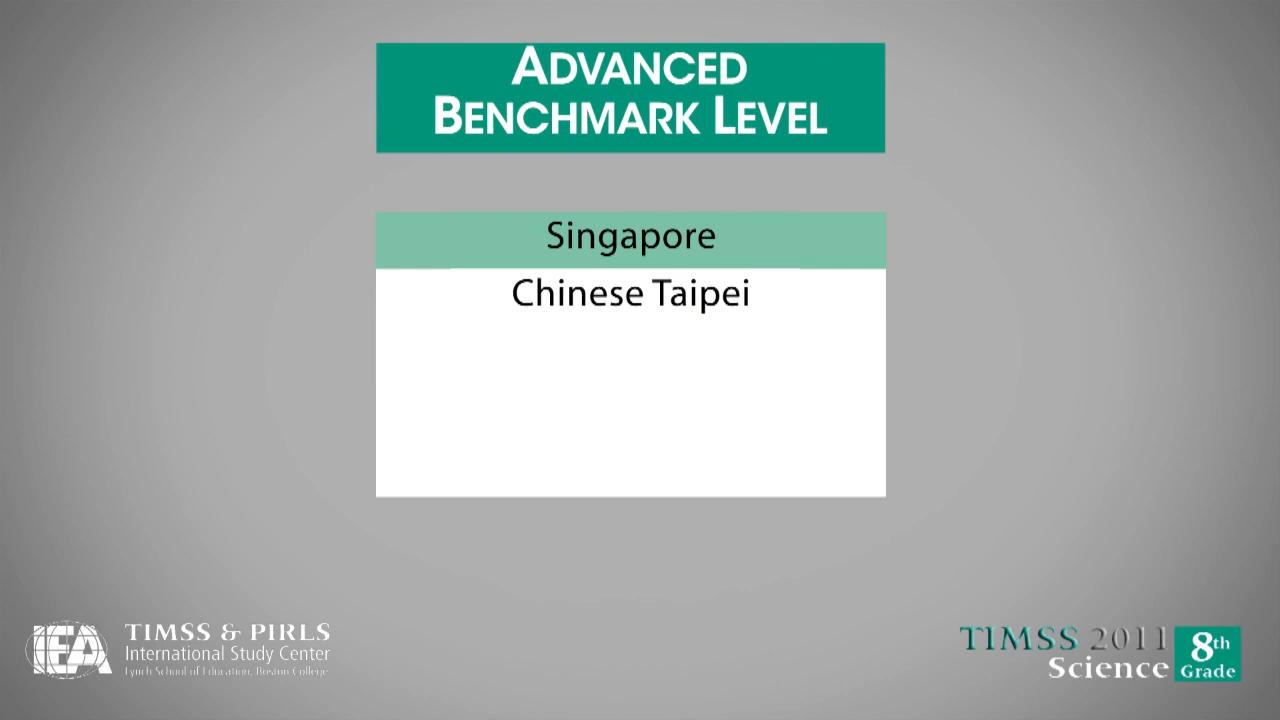 ADVANCED
BENCHMARK LEVEL
Singapore
Chinese Taipei
IEA
TIMSS & PIRLS
International Study Center
Lynch School of Education, Boston College
TIMSS 2011
Science
8th
Grade